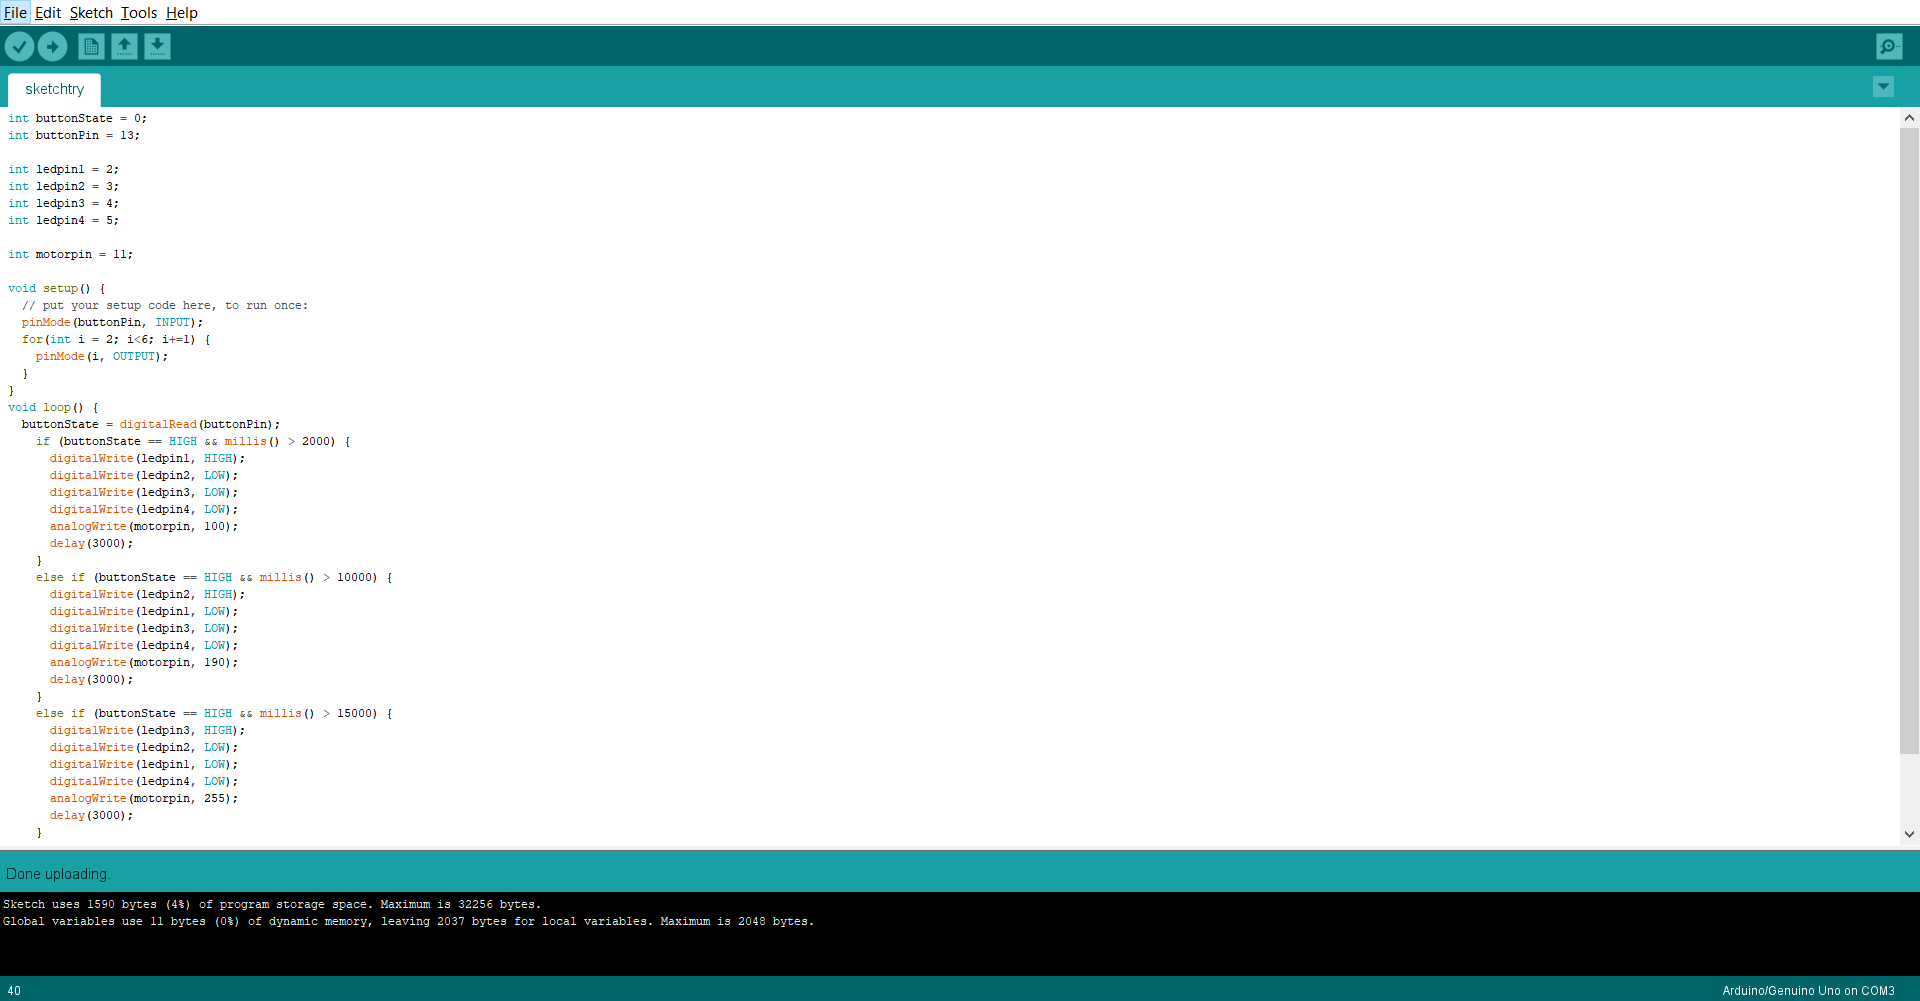 File Edit Sketch Tools Help
sketchtry
int buttonState = 0;
int buttonPin = 13;
int ledpin1 = 2;
int ledpin2 = 3;
int ledpin3 = 4;
int ledpin4 = 5;
int motorpin = 11;
void setup() {
  // put your setup code here, to run once:
  pinMode(buttonPin, INPUT);
  for(int i = 2; i<6; i+=1) {
    pinMode(i, OUTPUT);
  }
}
void loop() {
  buttonState = digitalRead(buttonPin);
    if (buttonState == HIGH && millis() > 2000) {
      digitalWrite(ledpin1, HIGH);
      digitalWrite(ledpin2, LOW);
      digitalWrite(ledpin3, LOW);
      digitalWrite(ledpin4, LOW);
      analogWrite(motorpin, 100);
      delay(3000);
    }
    else if (buttonState == HIGH && millis() > 10000) {
      digitalWrite(ledpin2, HIGH);
      digitalWrite(ledpin1, LOW);
      digitalWrite(ledpin3, LOW);
      digitalWrite(ledpin4, LOW);
      analogWrite(motorpin, 190);
      delay(3000);
    }
    else if (buttonState == HIGH && millis() > 15000) {
      digitalWrite(ledpin3, HIGH);
      digitalWrite(ledpin2, LOW);
      digitalWrite(ledpin1, LOW);
      digitalWrite(ledpin4, LOW);
      analogWrite(motorpin, 255);
      delay(3000);
    }
Done uploading.
Sketch uses 1590 bytes (4%) of program storage space. Maximum is 32256 bytes.
Global variables use 11 bytes (0%) of dynamic memory, leaving 2037 bytes for local variables. Maximum is 2048 bytes.
40 Arduino/Genuino Uno on COM3